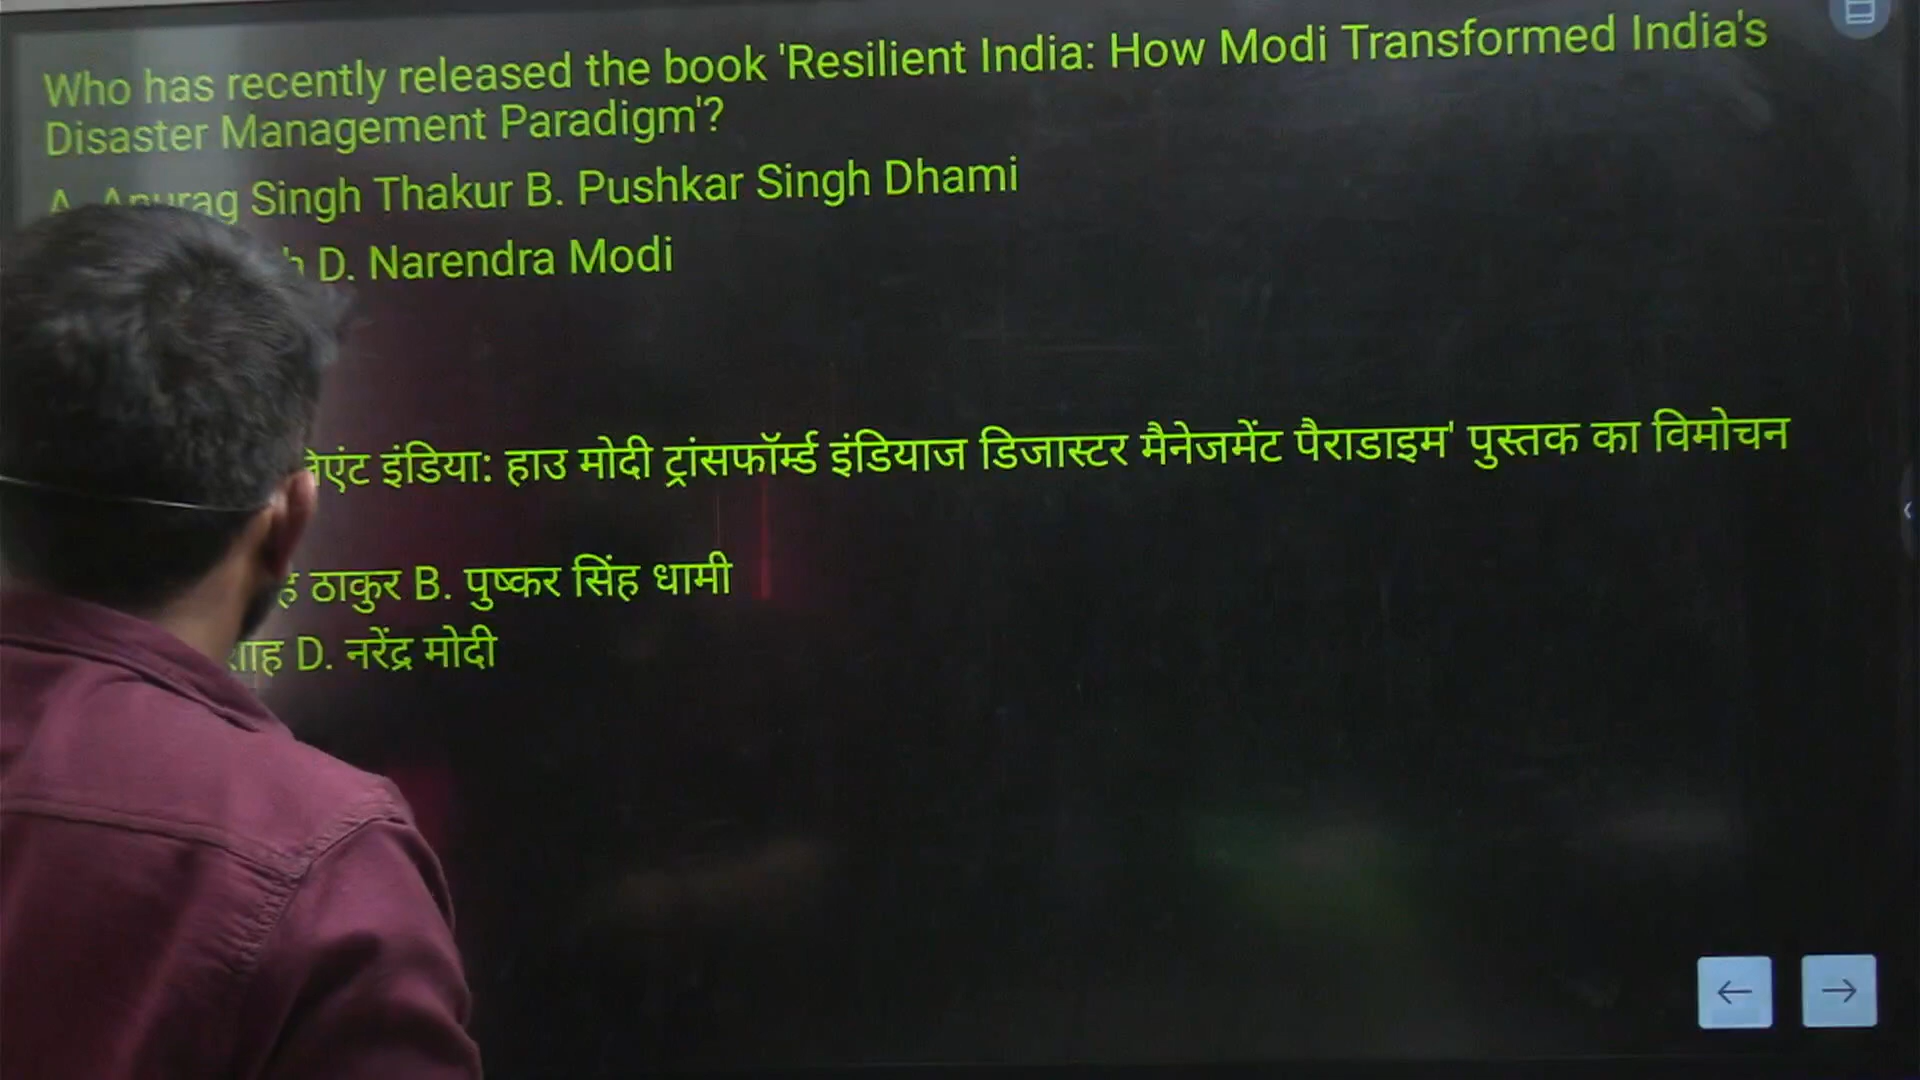 Who has recently released the book 'Resilient India: How Modi Transformed India's
Disaster Management Paradigm'?
A. Anurag Singh Thakur B. Pushkar Singh Dhami
D. Narendra Modi
इंडिया: हाउ मोदी ट्रांसफॉर्म्ड इंडियाज डिजास्टर मैनेजमेंट पैराडाइम' पुस्तक का विमोचन
ठाकुर B. पुष्कर सिंह धामी
D. नरेंद्र मोदी